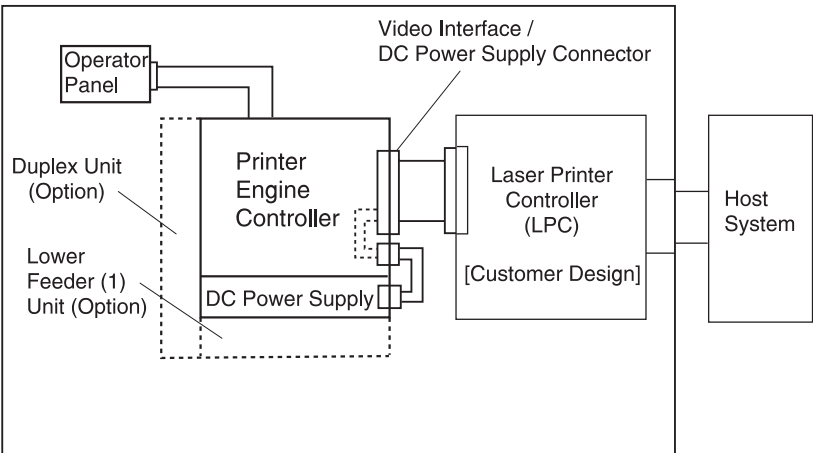 Video Interface /
DC Power Supply Connector
Operator
Panel
Duplex Unit
(Option)
Printer
Engine
Controller
Laser Printer
Controller
(LPC)
[Customer Design]
Host
System
Lower
Feeder (1)
Unit (Option)
DC Power Supply